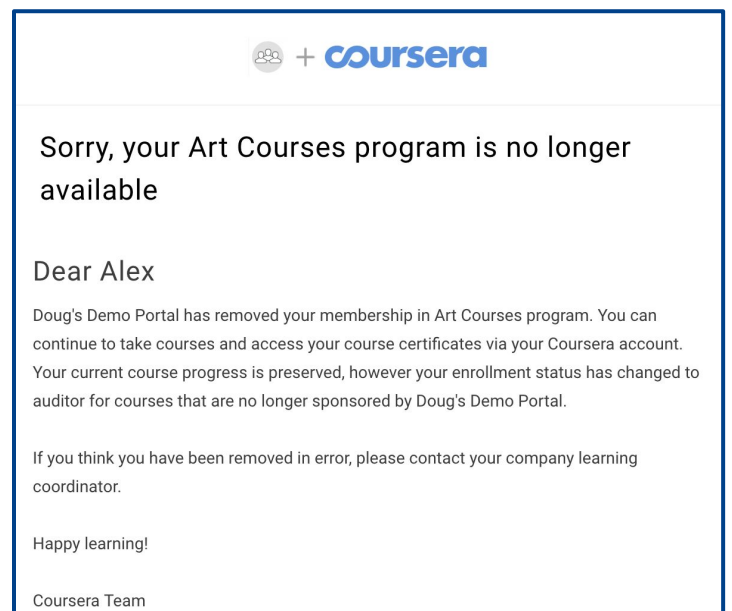 + coursera
Sorry, your Art Courses program is no longer
available
Dear Alex
Doug's Demo Portal has removed your membership in Art Courses program. You can
continue to take courses and access your course certificates via your Coursera account.
Your current course progress is preserved, however your enrollment status has changed to
auditor for courses that are no longer sponsored by Doug's Demo Portal.
If you think you have been removed in error, please contact your company learning
coordinator.
Happy learning!
Coursera Team